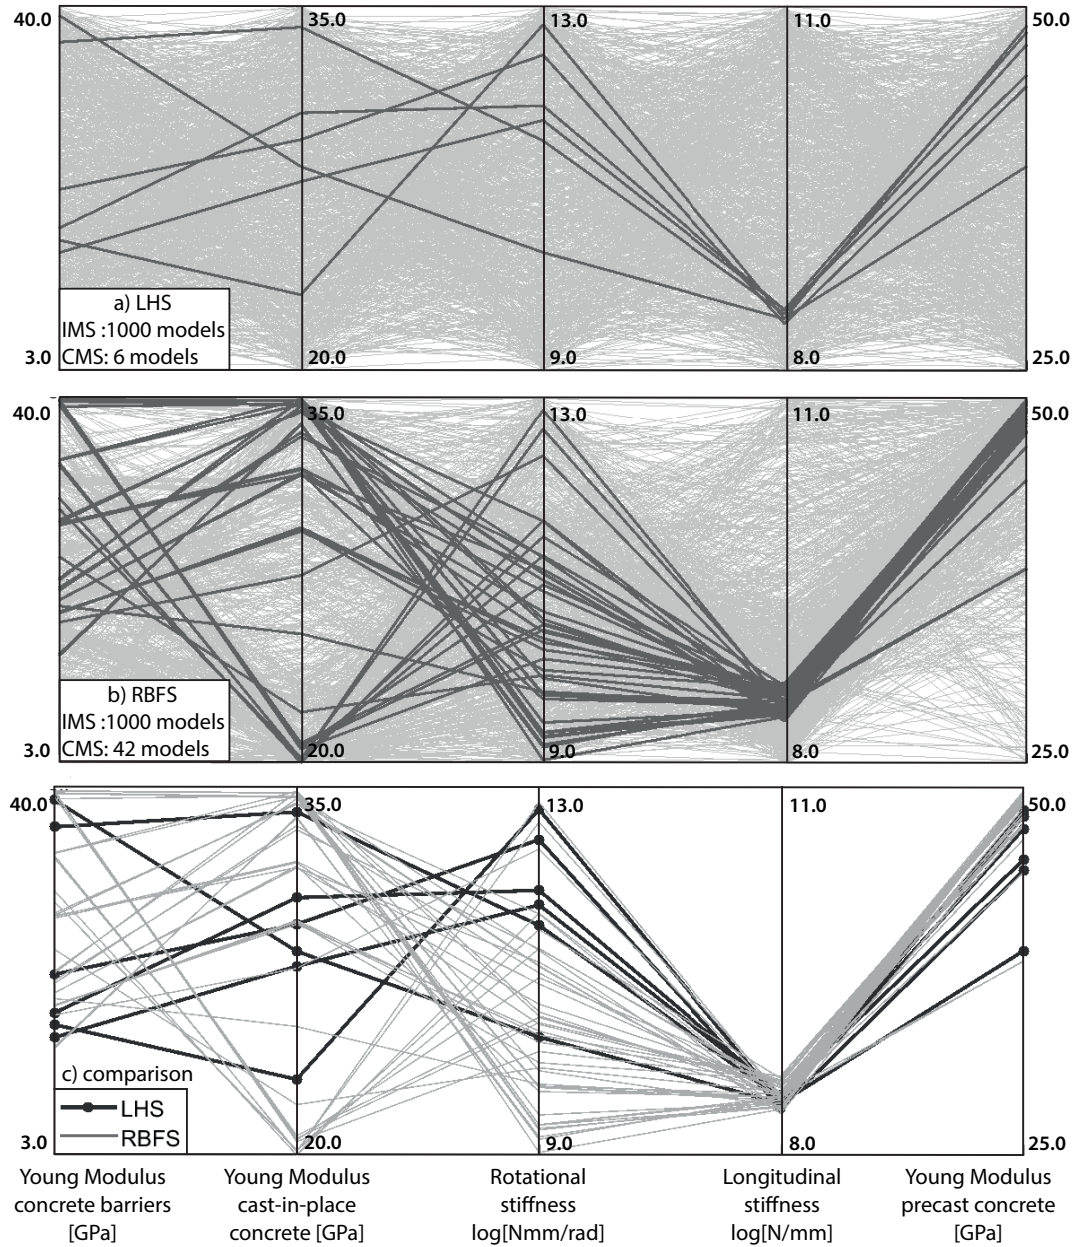 40.0 35.0 13.0 11.0 50.0
a) LHS
IMS :1000 models
CMS: 6 models
3.0 20.0 9.0 8.0 25.0
40.0 35.0 13.0 11.0 50.0
b) RBFS
IMS :1000 models
CMS: 42 models
3.0 20.0 9.0 8.0 25.0
40.0 35.0 13.0 11.0 50.0
c) comparison
LHS
RBFS
3.0 20.0 9.0 8.0 25.0
Young Modulus
concrete barriers
[GPa]
Young Modulus
cast-in-place
concrete [GPa]
Rotational
stiffness
log[Nmm/rad]
Longitudinal
stiffness
log[N/mm]
Young Modulus
precast concrete
[GPa]